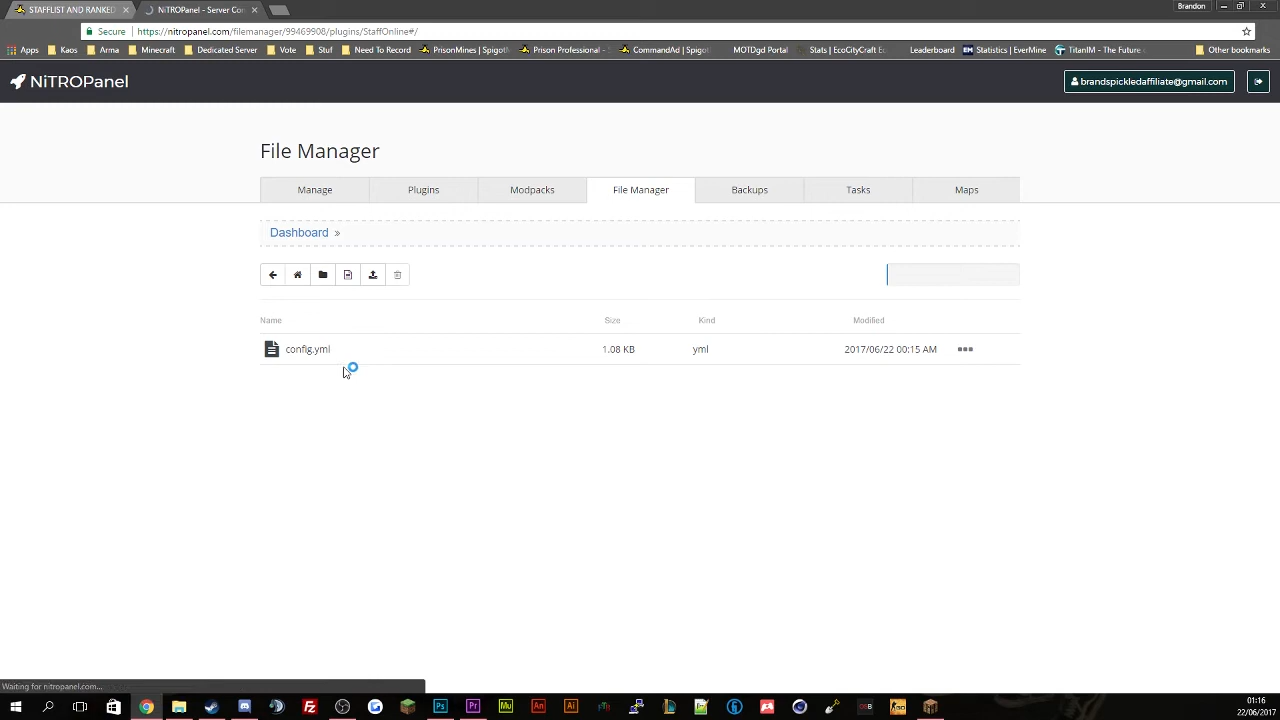 STAFFLIST AND RANKED
NiTROPanel - Server Con
Brandon
Secure
https://nitropanel.com/filemanager/99469908/plugins/StaffOnline#/
Apps
Kaos
Arma
Minecraft
Dedicated Server
Vote
Stuf
Need To Record
PrisonMines | SpigotM
Prison Professional - S
CommandAd | Spigot
MOTDgd Portal
Stats | EcoCityCraft Ec
Leaderboard
Statistics | EverMine
TitanIM – The Future o
Other bookmarks
NiTROPanel
brandspickledaffiliate@gmail.com
File Manager
Manage
Plugins
Modpacks
File Manager
Backups
Tasks
Maps
Dashboard »
Name
Size
Kind
Modified
config.yml
1.08 KB
yml
2017/06/22 00:15 AM
Waiting for nitropanel.com...
01:16
22/06/2017